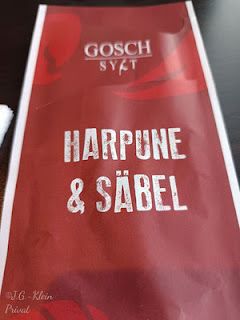 GOSCH
SYLT
HARPUNE
& SÄBEL
©J.G.-Klein
Privat